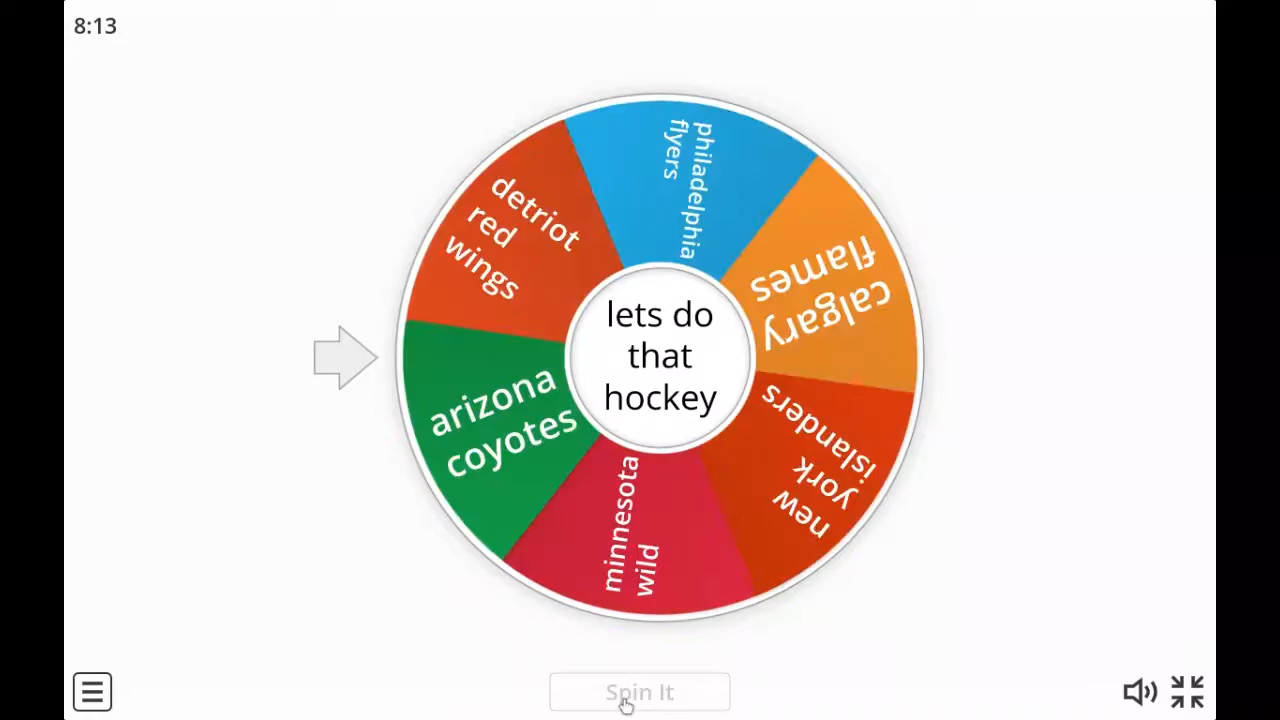 8:13
philadelphia
flyers
detriot
red
wings
calgary
flames
lets do
that
hockey
arizona
coyotes
new
york
islanders
minnesota
wild
Spin It